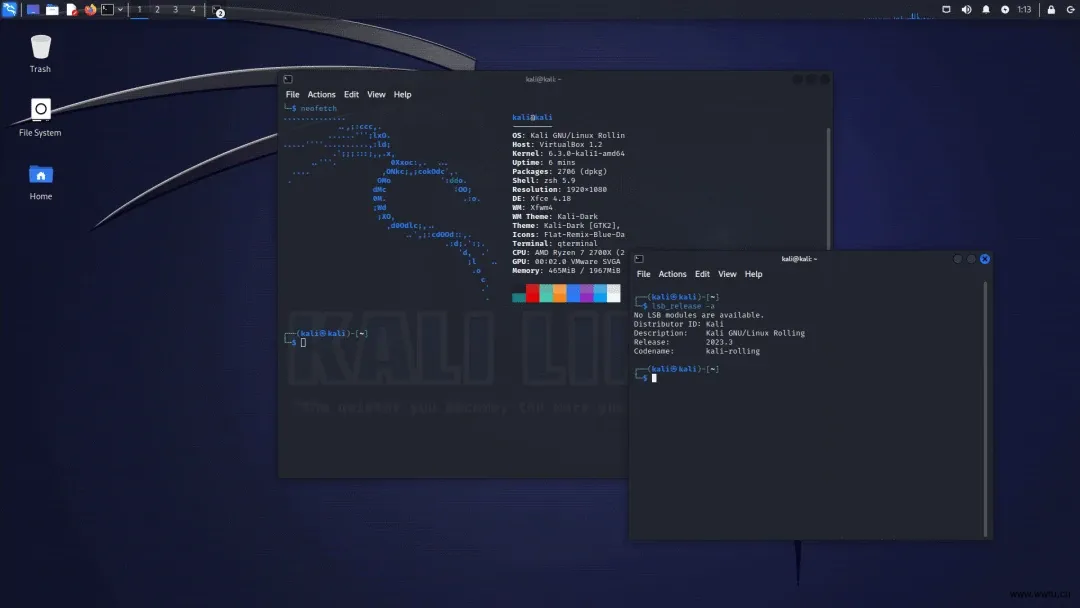 1 2 3 4
2
1:13
Trash
File System
Home
kali@kali: ~
File Actions Edit View Help
$ neofetch
kali@kali
OS: Kali GNU/Linux Rollin
Host: VirtualBox 1.2
Kernel: 6.3.0-kali1-amd64
Uptime: 6 mins
Packages: 2706 (dpkg)
Shell: zsh 5.9
Resolution: 1920×1080
DE: Xfce 4.18
WM: Xfwm4
WM Theme: Kali-Dark
Theme: Kali-Dark [GTK2],
Icons: Flat-Remix-Blue-Da
Terminal: qterminal
CPU: AMD Ryzen 7 2700X (2
GPU: 00:02.0 VMware SVGA
Memory: 465MiB / 1967MiB
┌──(kali㉿kali)-[~]
└─$
KALI LI
kali@kali: ~
File Actions Edit View Help
┌──(kali㉿kali)-[~]
└─$ lsb_release -a
No LSB modules are available.
Distributor ID: Kali
Description: Kali GNU/Linux Rolling
Release: 2023.3
Codename: kali-rolling
┌──(kali㉿kali)-[~]
└─$